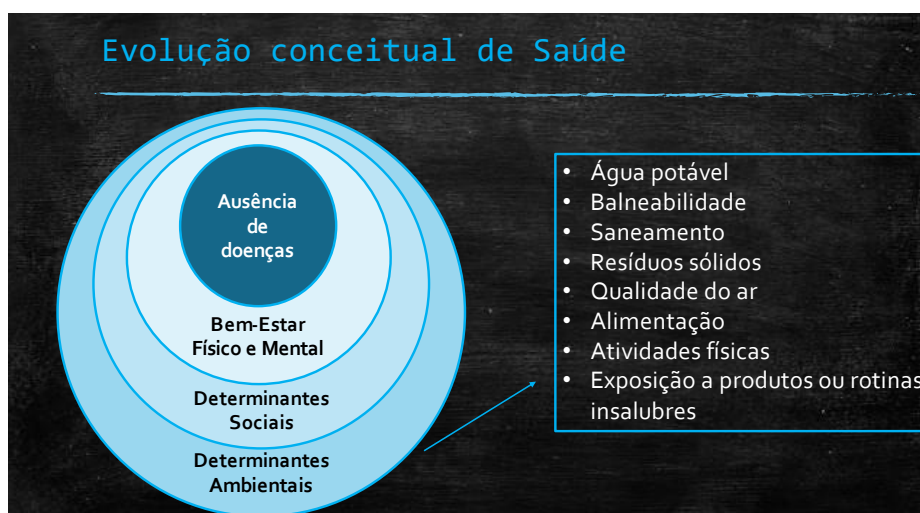 Evolução conceitual de Saúde
Ausência
de
doenças
Bem-Estar
Físico e Mental
Determinantes
Sociais
Determinantes
Ambientais
• Água potável
• Balneabilidade
• Saneamento
• Resíduos sólidos
• Qualidade do ar
• Alimentação
• Atividades físicas
• Exposição a produtos ou rotinas
insalubres